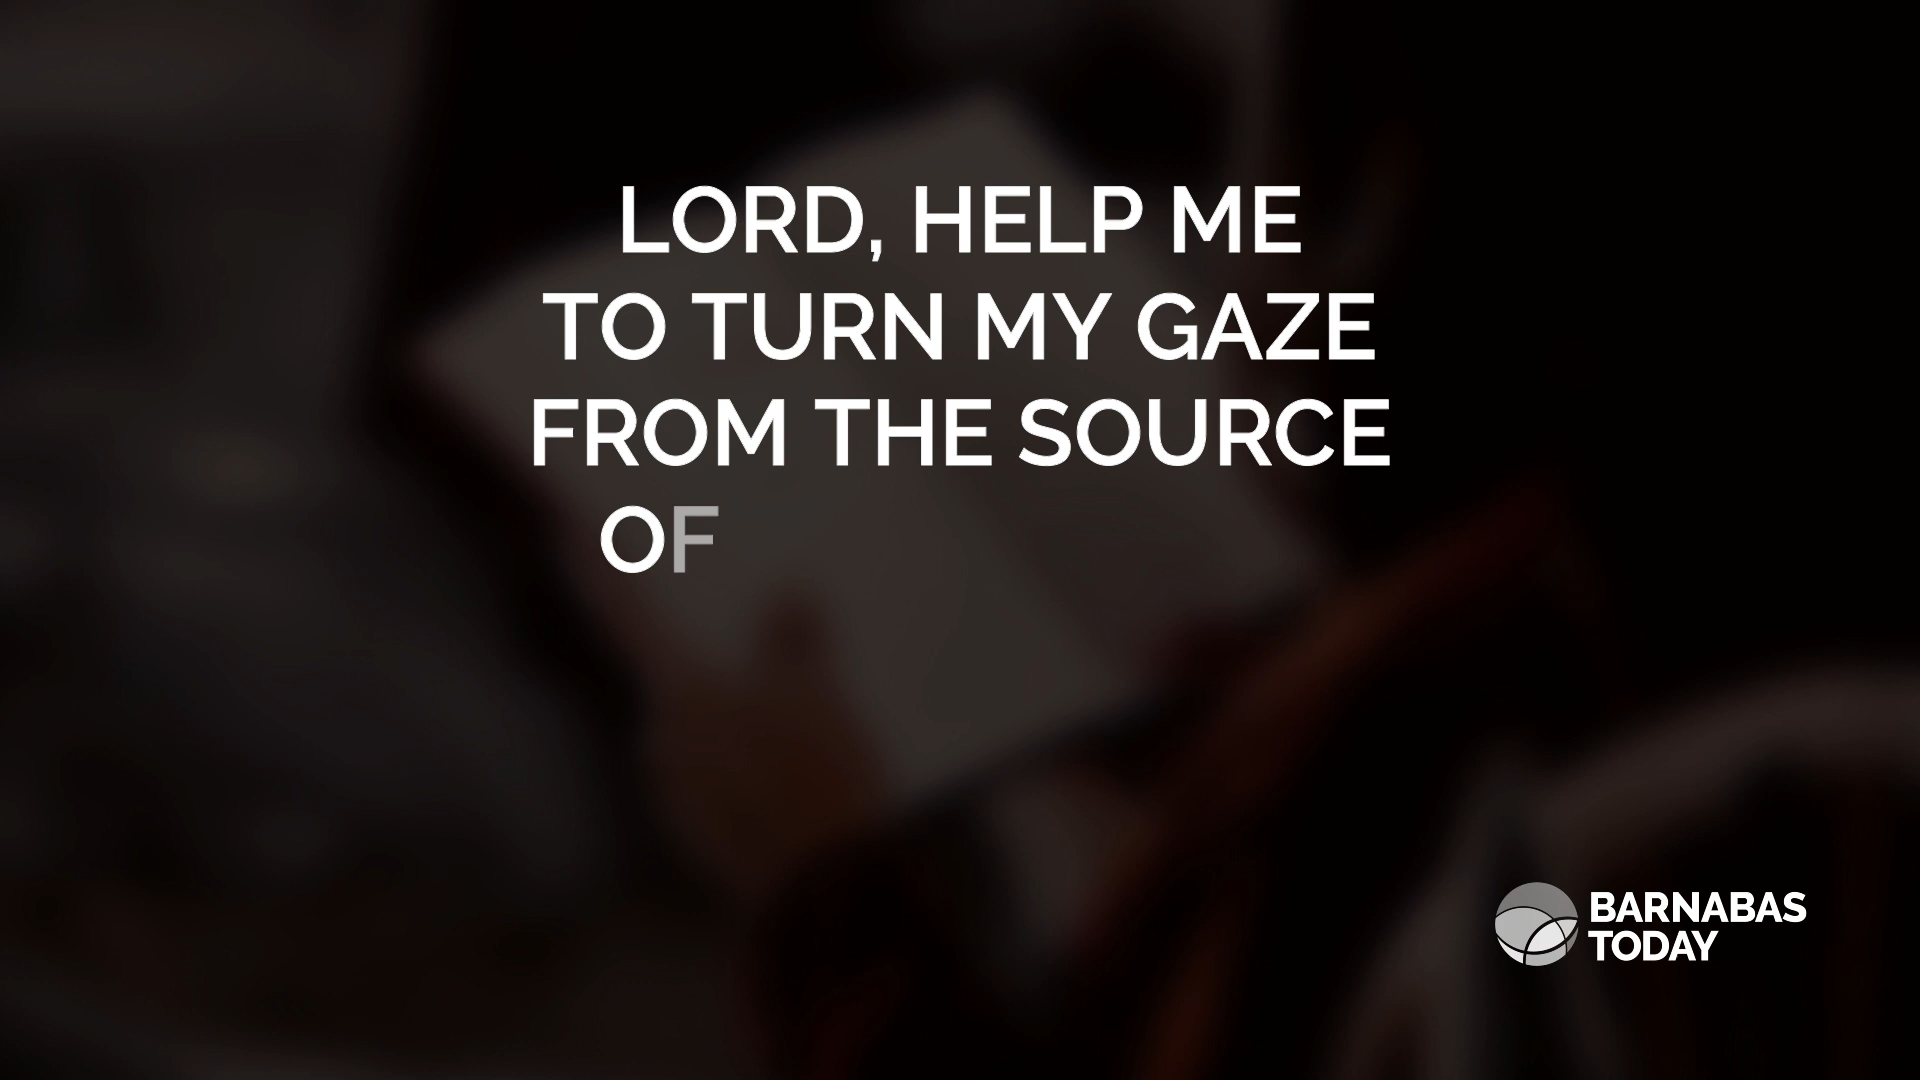 LORD, HELP ME
TO TURN MY GAZE
FROM THE SOURCE
OF
BARNABAS
TODAY